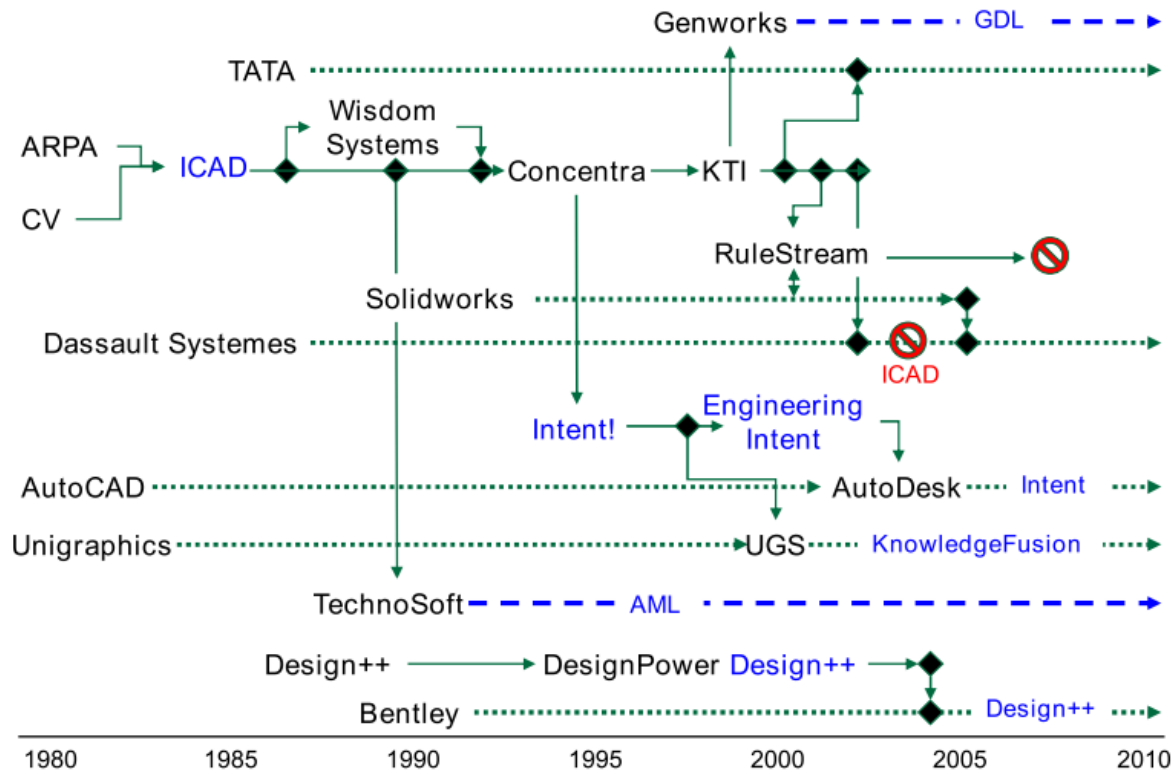 Genworks
GDL
TATA
Wisdom
Systems
ARPA
ICAD
Concentra
KTI
CV
RuleStream
Solidworks
Dassault Systemes
ICAD
Intent!
Engineering
Intent
AutoCAD
AutoDesk
Intent
Unigraphics
UGS
KnowledgeFusion
TechnoSoft
AML
Design++
DesignPower
Design++
Bentley
Design++
1980 1985 1990 1995 2000 2005 2010